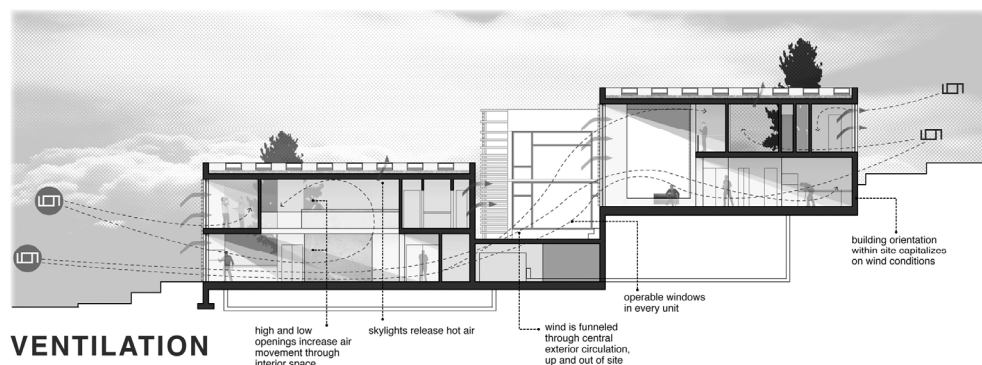 building orientation
within site capitalizes
on wind conditions
operable windows
in every unit
high and low
openings increase air
movement through
interior space
skylights release hot air
wind is funneled
through central
exterior circulation,
up and out of site
VENTILATION